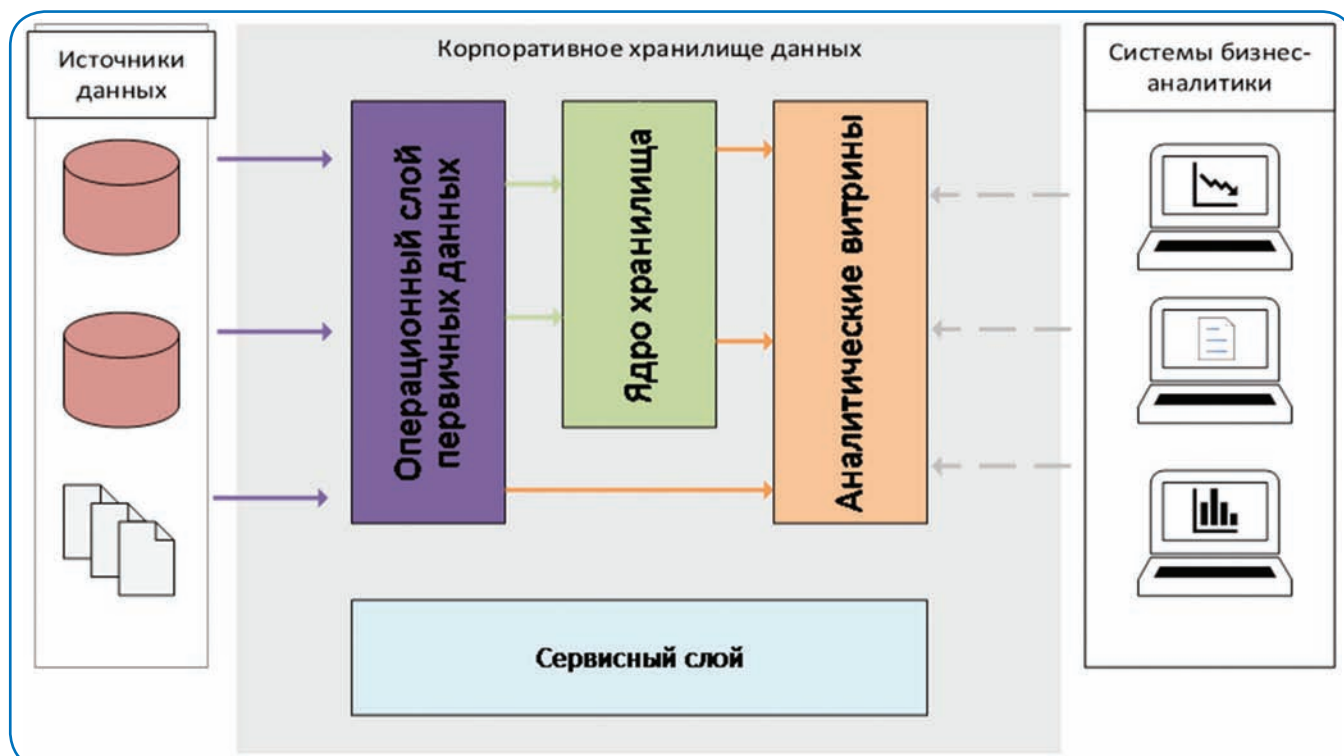 Источники
данных
Корпоративное хранилище данных
Системы бизнес-
аналитики
Операционный слой
первичных данных
Ядро хранилища
Аналитические витрины
Сервисный слой